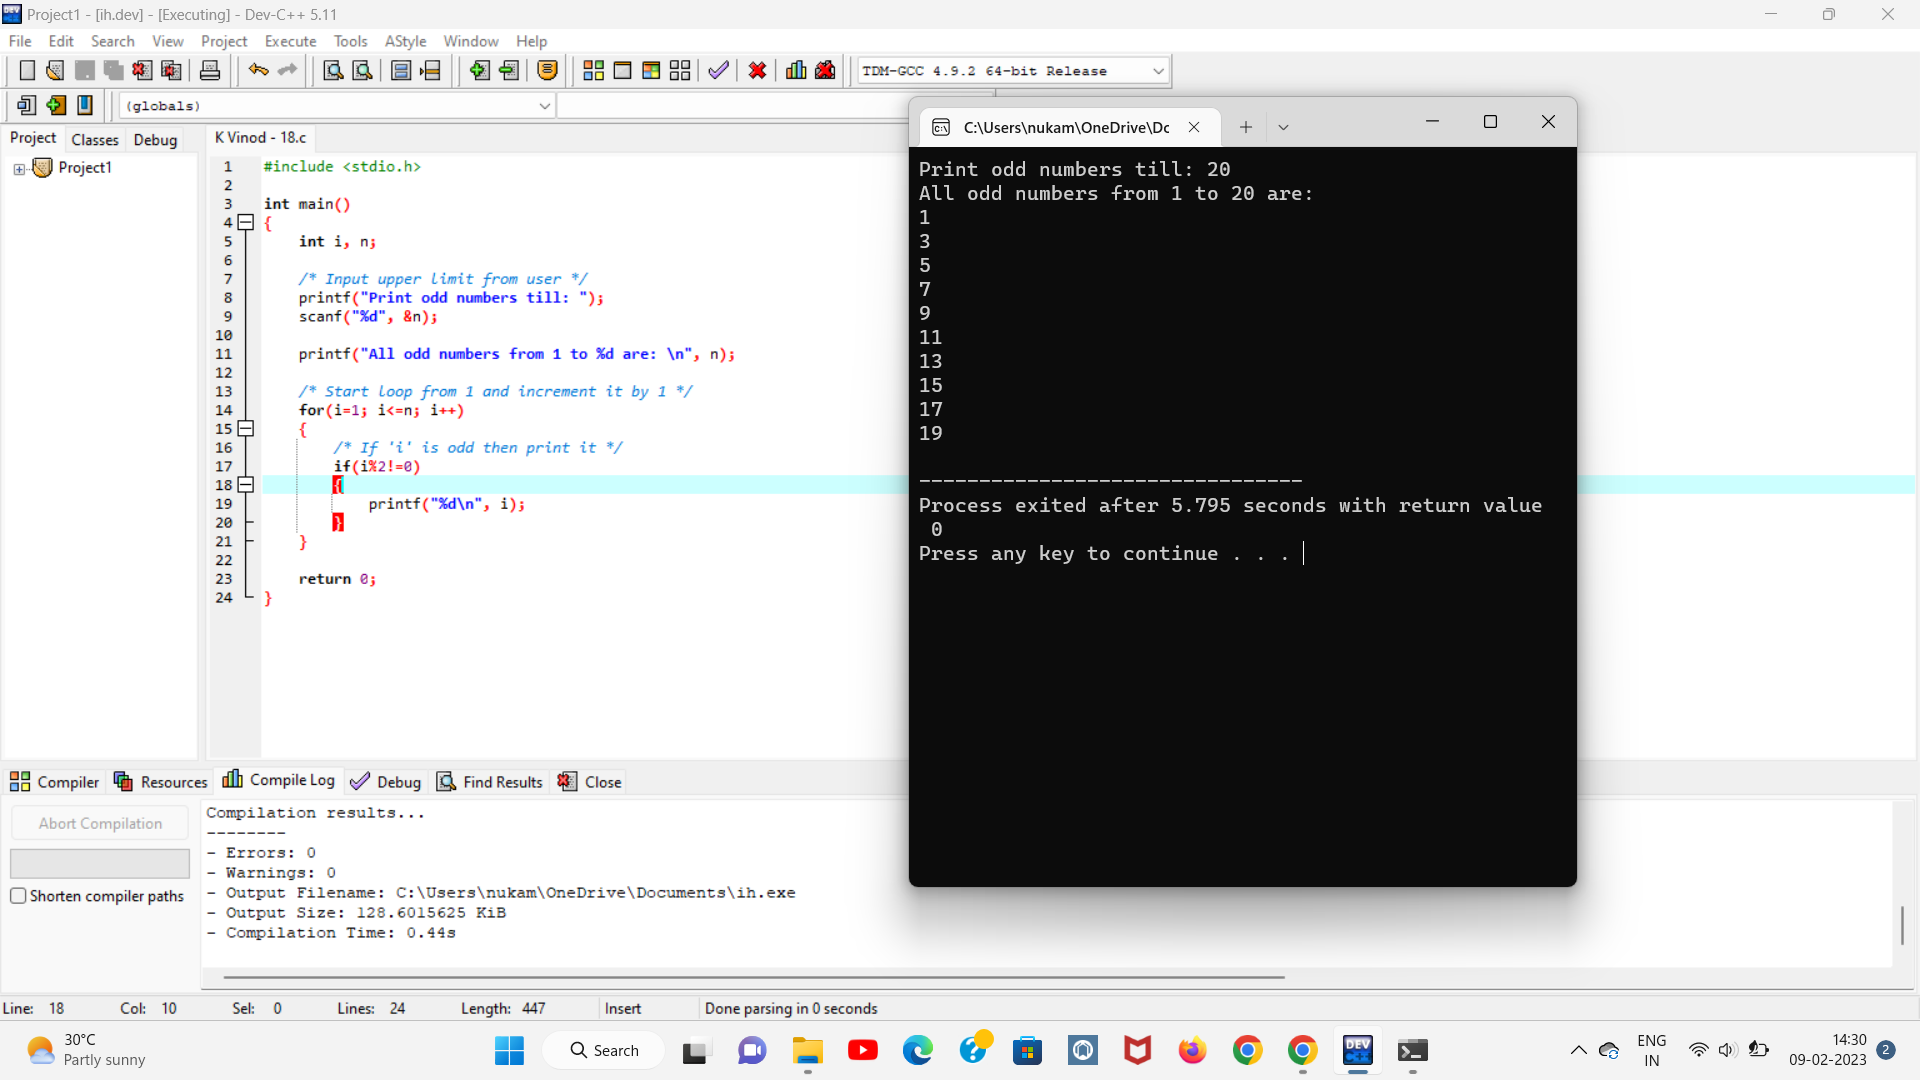 Project1 - [ih.dev] - [Executing] - Dev-C++ 5.11
File Edit Search View Project Execute Tools AStyle Window Help
TDM-GCC 4.9.2 64-bit Release
(globals)
Project Classes Debug
Project1
K Vinod - 18.c
1 #include <stdio.h>
2
3 int main()
4 {
5 int i, n;
6
7 /* Input upper limit from user */
8 printf("Print odd numbers till: ");
9 scanf("%d", &n);
10
11 printf("All odd numbers from 1 to %d are: \n", n);
12
13 /* Start loop from 1 and increment it by 1 */
14 for(i=1; i<=n; i++)
15 {
16 /* If 'i' is odd then print it */
17 if(i%2!=0)
18 {
19 printf("%d\n", i);
20 }
21 }
22
23 return 0;
24 }
C:\Users\nukam\OneDrive\Dc
Print odd numbers till: 20
All odd numbers from 1 to 20 are:
1
3
5
7
9
11
13
15
17
19
--------------------------------
Process exited after 5.795 seconds with return value
0
Press any key to continue . . .
Compiler Resources Compile Log Debug Find Results Close
Abort Compilation
Shorten compiler paths
Compilation results...
--------
- Errors: 0
- Warnings: 0
- Output Filename: C:\Users\nukam\OneDrive\Documents\ih.exe
- Output Size: 128.6015625 KiB
- Compilation Time: 0.44s
Line: 18 Col: 10 Sel: 0 Lines: 24 Length: 447 Insert Done parsing in 0 seconds
30°C
Partly sunny
Search
DEV
C++
ENG
IN
14:30
09-02-2023
2